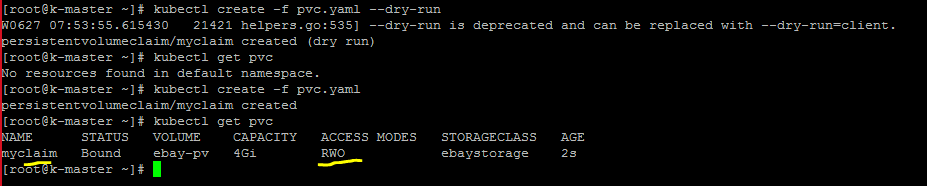 [root@k-master ~]# kubectl create -f pvc.yaml --dry-run
W0627 07:53:55.615430   21421 helpers.go:535] --dry-run is deprecated and can be replaced with --dry-run=client.
persistentvolumeclaim/myclaim created (dry run)
[root@k-master ~]# kubectl get pvc
No resources found in default namespace.
[root@k-master ~]# kubectl create -f pvc.yaml
persistentvolumeclaim/myclaim created
[root@k-master ~]# kubectl get pvc
NAME      STATUS   VOLUME    CAPACITY   ACCESS MODES   STORAGECLASS   AGE
myclaim   Bound    ebay-pv   4Gi        RWO            ebaystorage    2s
[root@k-master ~]#